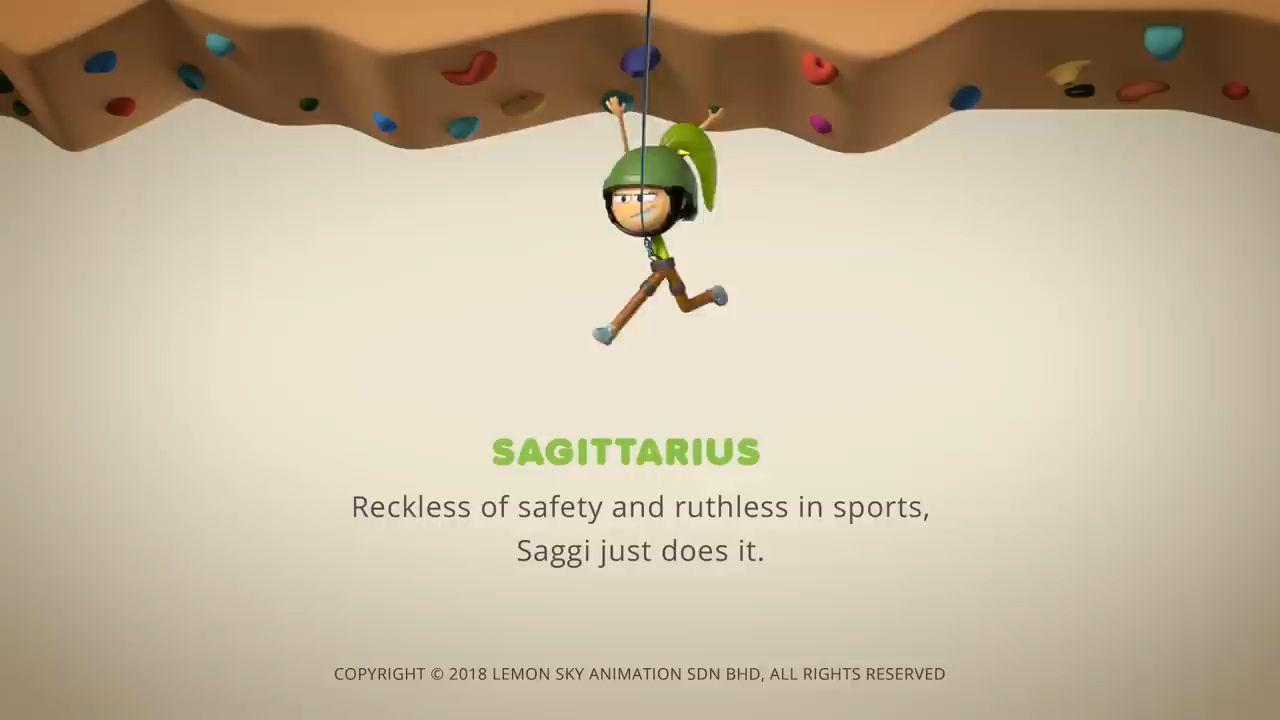 SAGITTARIUS
Reckless of safety and ruthless in sports,
Saggi just does it.
COPYRIGHT © 2018 LEMON SKY ANIMATION SDN BHD, ALL RIGHTS RESERVED